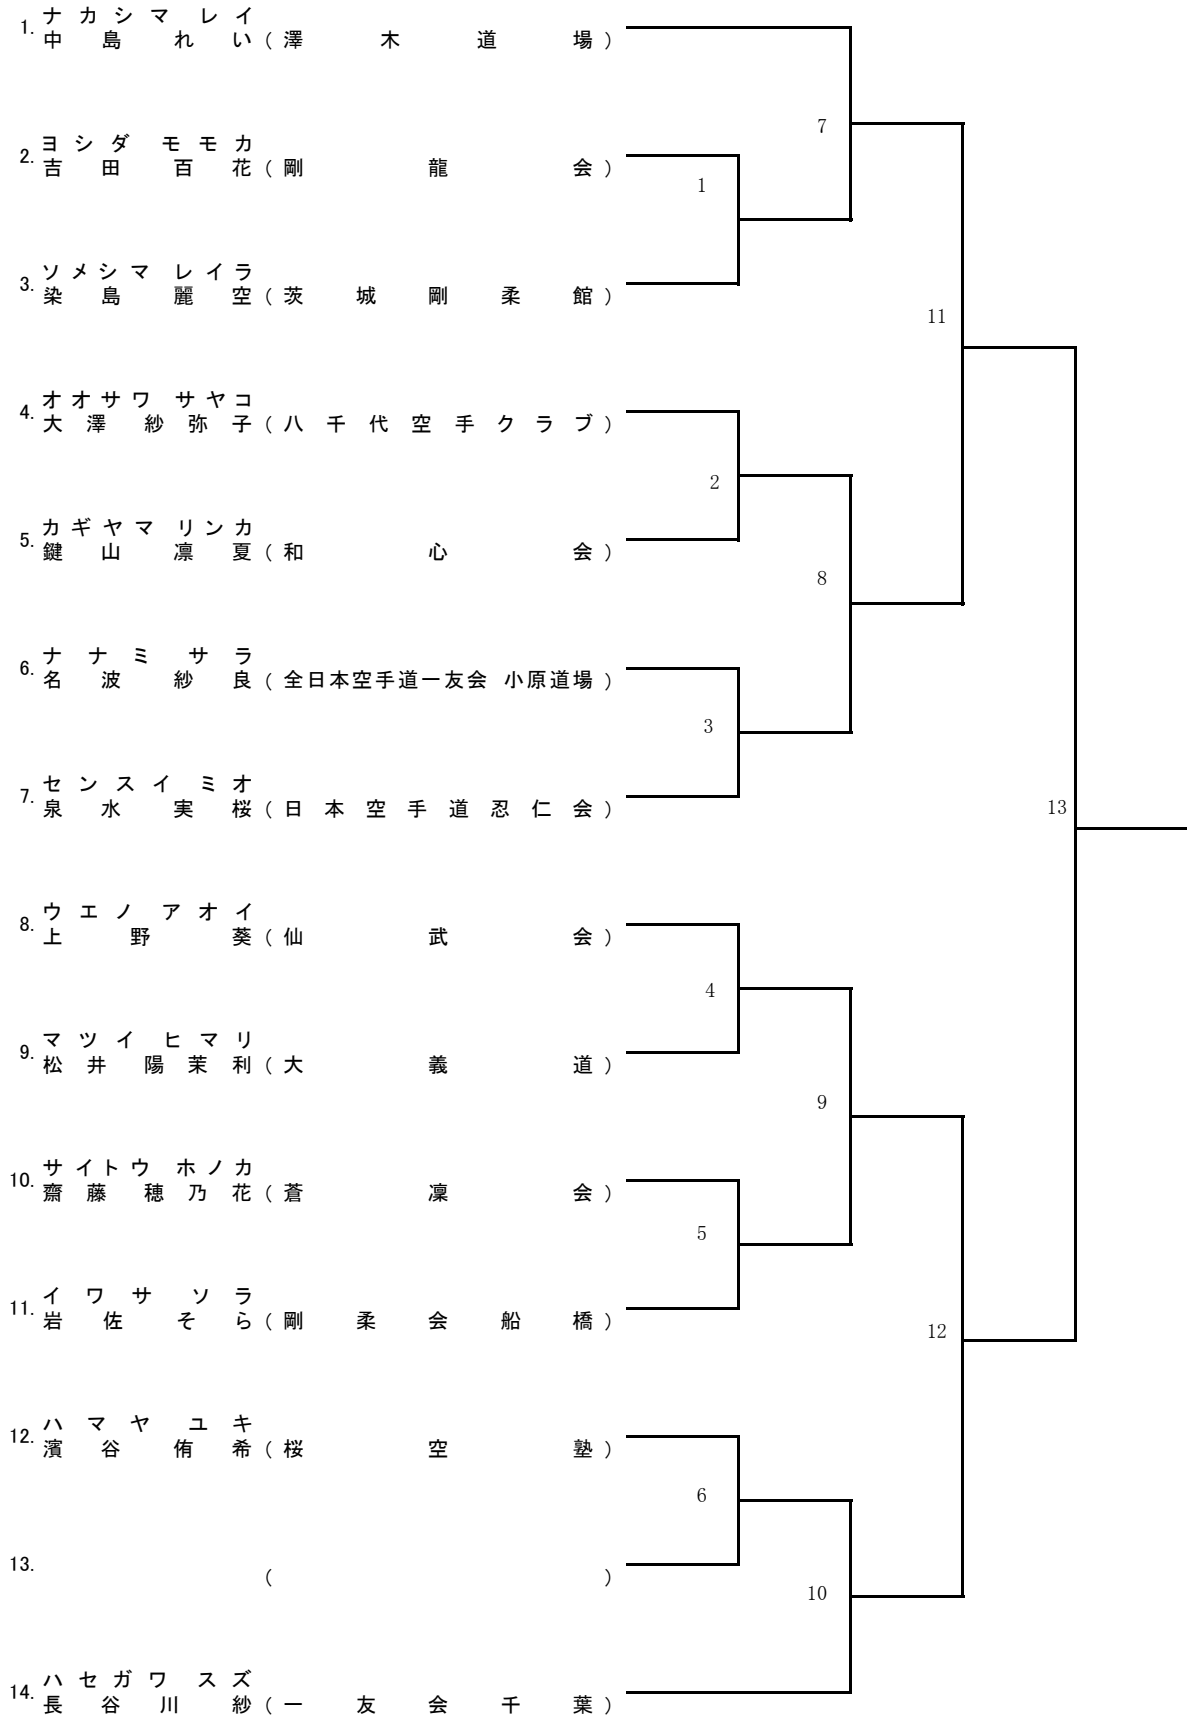 ナカシマ レイ
1. 中島れい (澤木道場)
7
ヨシダ モモカ
2. 吉田百花 (剛龍会)
1
ソメシマ レイラ
3. 染島麗空 (茨城剛柔館)
11
オオサワ サヤコ
4. 大澤紗弥子 (八千代空手クラブ)
2
カギヤマ リンカ
5. 鍵山凛夏 (和心会)
8
ナナミ サラ
6. 名波紗良 (全日本空手道一友会 小原道場)
3
センスイ ミオ
7. 泉水実桜 (日本空手道忍仁会)
13
ウエノ アオイ
8. 上野葵 (仙武会)
4
マツイ ヒマリ
9. 松井陽茉利 (大義道)
9
サイトウ ホノカ
10. 齋藤穂乃花 (蒼凜会)
5
イワサ ソラ
11. 岩佐そら (剛柔会船橋)
12
ハマヤ ユキ
12. 濱谷侑希 (桜空塾)
6
13. ( )
10
ハセガワ スズ
14. 長谷川紗 (一友会千葉)